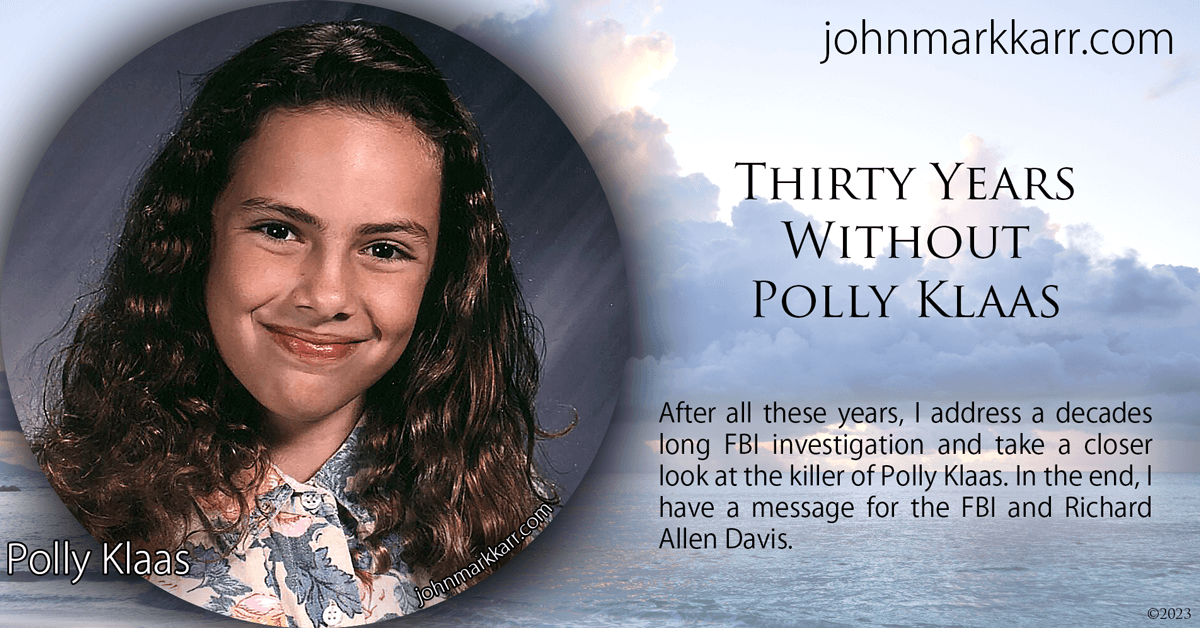 johnmarkkarr.com
Thirty Years
Without
Polly Klaas
After all these years, I address a decades
long FBI investigation and take a closer
look at the killer of Polly Klaas. In the end, I
have a message for the FBI and Richard
Allen Davis.
Polly Klaas
johnmarkkarr.com
©2023